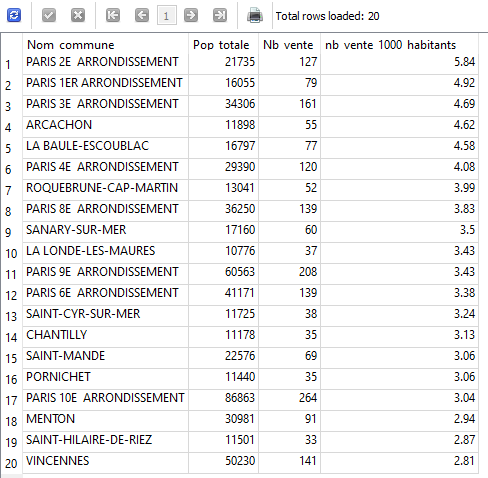 1 Total rows loaded: 20
Nom commune Pop totale Nb vente nb vente 1000 habitants
1 PARIS 2E ARRONDISSEMENT 21735 127 5.84
2 PARIS 1ER ARRONDISSEMENT 16055 79 4.92
3 PARIS 3E ARRONDISSEMENT 34306 161 4.69
4 ARCACHON 11898 55 4.62
5 LA BAULE-ESCOUBLAC 16797 77 4.58
6 PARIS 4E ARRONDISSEMENT 29390 120 4.08
7 ROQUEBRUNE-CAP-MARTIN 13041 52 3.99
8 PARIS 8E ARRONDISSEMENT 36250 139 3.83
9 SANARY-SUR-MER 17160 60 3.5
10 LA LONDE-LES-MAURES 10776 37 3.43
11 PARIS 9E ARRONDISSEMENT 60563 208 3.43
12 PARIS 6E ARRONDISSEMENT 41171 139 3.38
13 SAINT-CYR-SUR-MER 11725 38 3.24
14 CHANTILLY 11178 35 3.13
15 SAINT-MANDE 22576 69 3.06
16 PORNICHET 11440 35 3.06
17 PARIS 10E ARRONDISSEMENT 86863 264 3.04
18 MENTON 30981 91 2.94
19 SAINT-HILAIRE-DE-RIEZ 11501 33 2.87
20 VINCENNES 50230 141 2.81